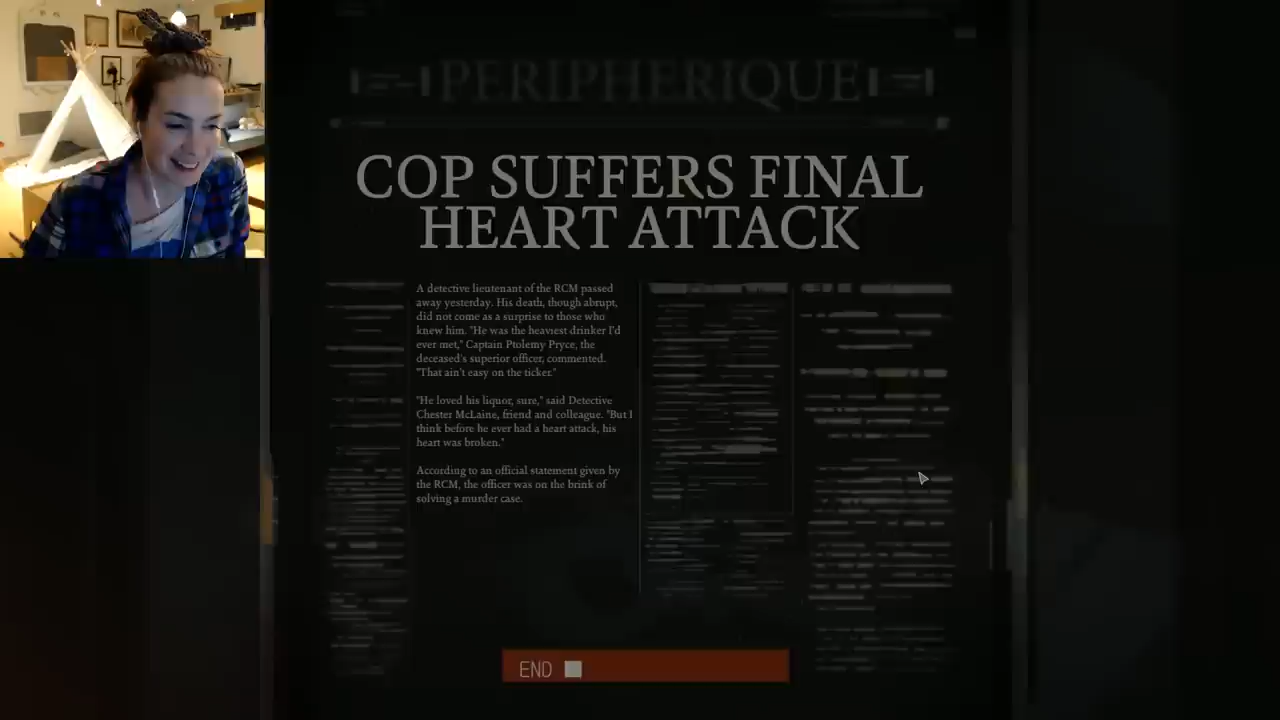 PERIPHERIQUE
COP SUFFERS FINAL
HEART ATTACK
A detective lieutenant of the RCM passed
away yesterday. His death, though abrupt,
did not come as a surprise to those who
knew him. "He was the heaviest drinker I'd
ever met," Captain Ptolemy Pryce, the
deceased's superior officer, commented.
"That ain't easy on the ticker."
"He loved his liquor, sure," said Detective
Chester McLaine, friend and colleague. "But I
think before he ever had a heart attack, his
heart was broken."
According to an official statement given by
the RCM, the officer was on the brink of
solving a murder case.
END